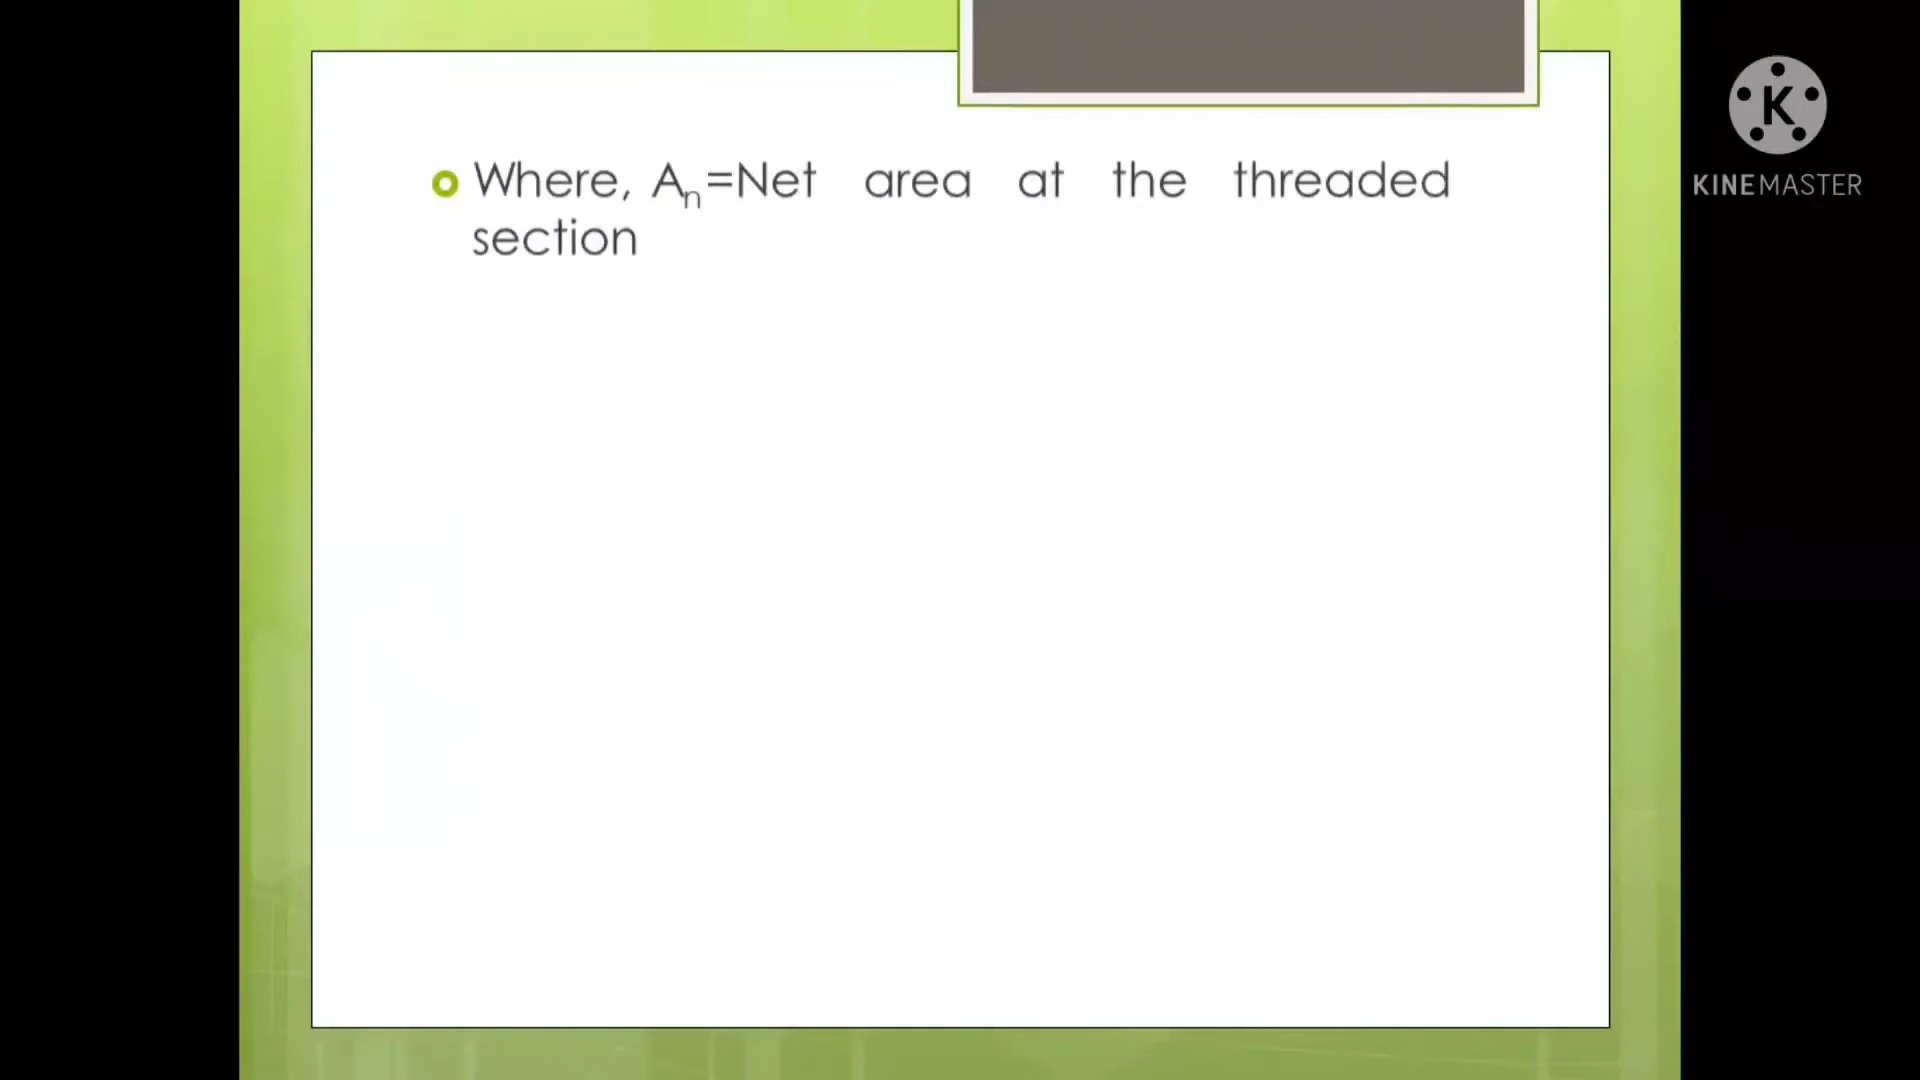 Where, Aₙ=Net area at the threaded
section
K
KINEMASTER